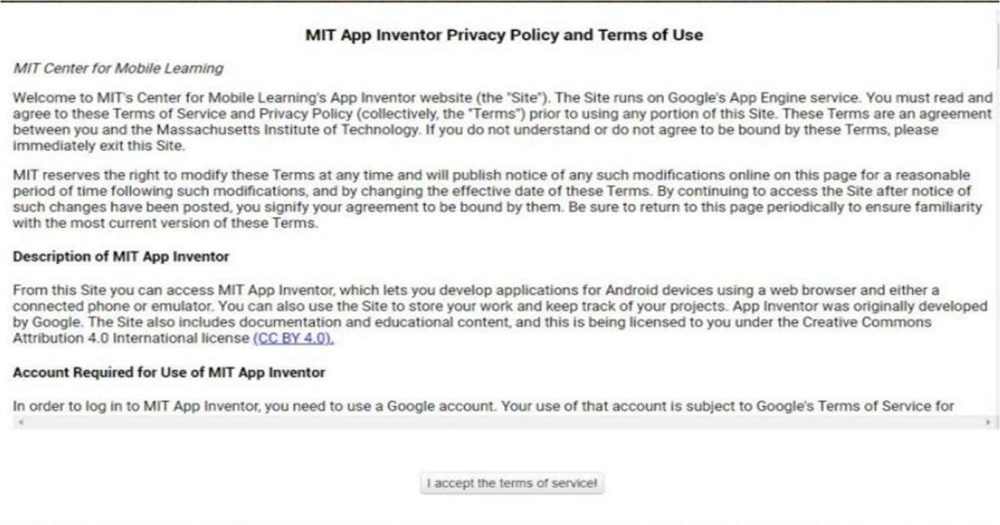 MIT App Inventor Privacy Policy and Terms of Use
MIT Center for Mobile Learning
Welcome to MIT's Center for Mobile Learning's App Inventor website (the "Site"). The Site runs on Google's App Engine service. You must read and
agree to these Terms of Service and Privacy Policy (collectively, the "Terms") prior to using any portion of this Site. These Terms are an agreement
between you and the Massachusetts Institute of Technology. If you do not understand or do not agree to be bound by these Terms, please
immediately exit this Site.
MIT reserves the right to modify these Terms at any time and will publish notice of any such modifications online on this page for a reasonable
period of time following such modifications, and by changing the effective date of these Terms. By continuing to access the Site after notice of
such changes have been posted, you signify your agreement to be bound by them. Be sure to return to this page periodically to ensure familiarity
with the most current version of these Terms.
Description of MIT App Inventor
From this Site you can access MIT App Inventor, which lets you develop applications for Android devices using a web browser and either a
connected phone or emulator. You can also use the Site to store your work and keep track of your projects. App Inventor was originally developed
by Google. The Site also includes documentation and educational content, and this is being licensed to you under the Creative Commons
Attribution 4.0 International license (CC BY 4.0).
Account Required for Use of MIT App Inventor
In order to log in to MIT App Inventor, you need to use a Google account. Your use of that account is subject to Google's Terms of Service for
I accept the terms of service!